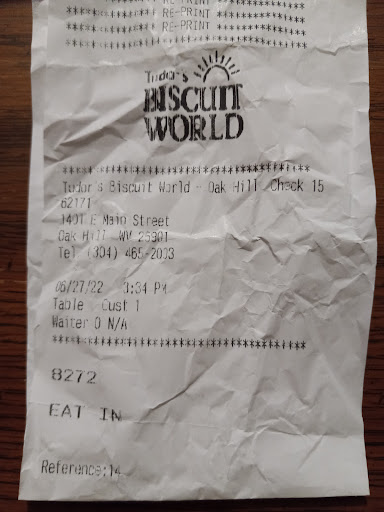 RE-PRINT
************ RE-PRINT ************
************ RE-PRINT ************
**********************************
Tudor's
BISCUIT
WORLD
Tudor's Biscuit World - Oak Hill Check 15
62171
1401 E Main Street
Oak Hill WV 25901
Tel (304) 465-2003
06/27/22 3:34 PM
Table Cust 1
Waiter 0 N/A
8272
EAT IN
Reference:14